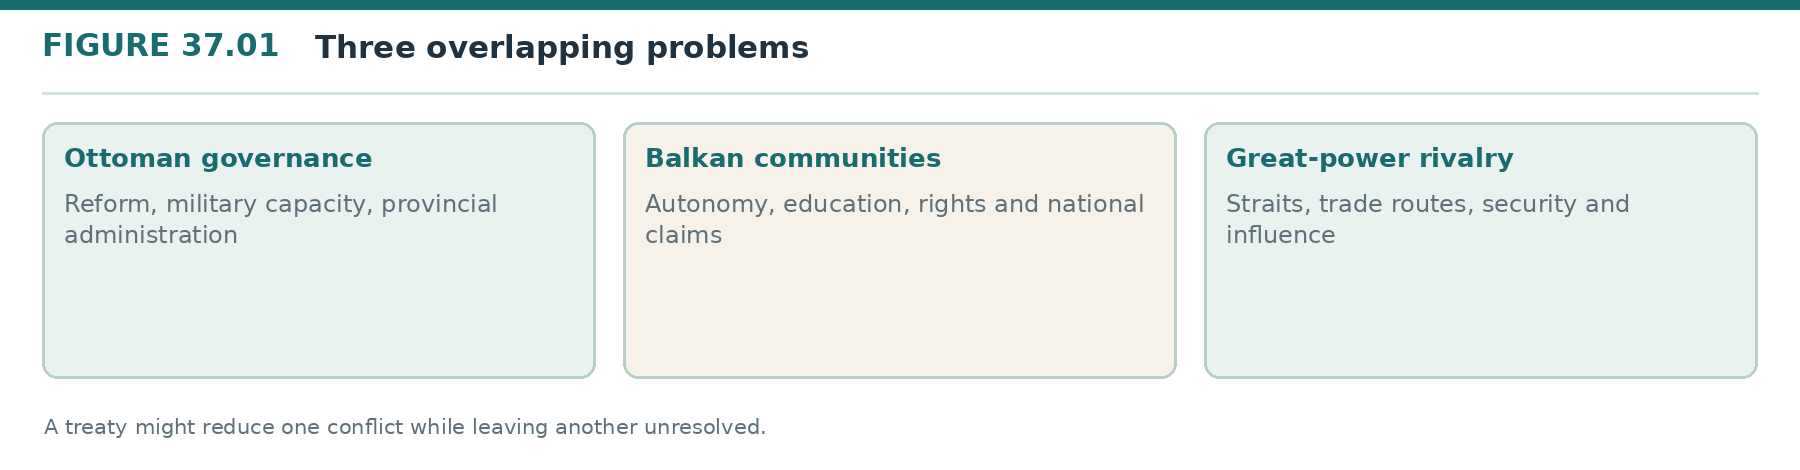 FIGURE 37.01 Three overlapping problems
Ottoman governance
Reform, military capacity, provincial
administration
Balkan communities
Autonomy, education, rights and national
claims
Great-power rivalry
Straits, trade routes, security and
influence
A treaty might reduce one conflict while leaving another unresolved.